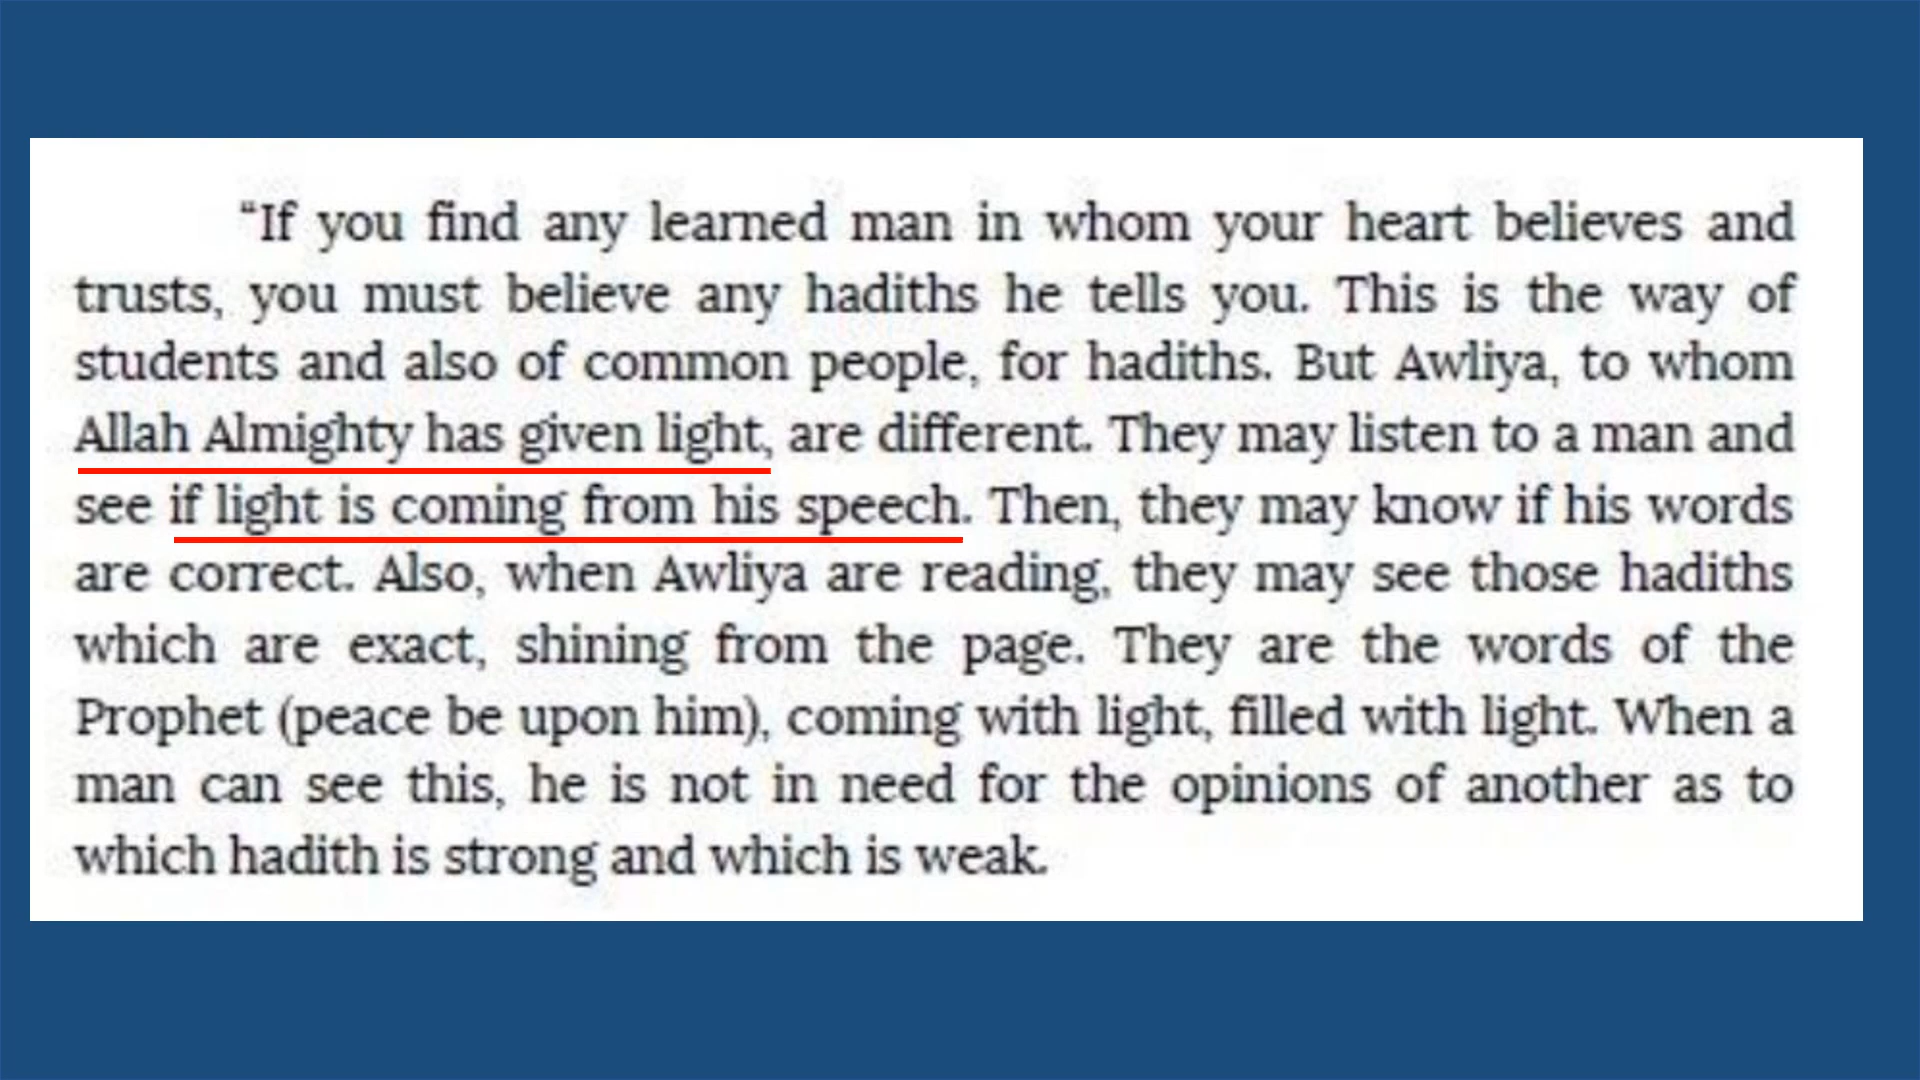 “If you find any learned man in whom your heart believes and
trusts, you must believe any hadiths he tells you. This is the way of
students and also of common people, for hadiths. But Awliya, to whom
Allah Almighty has given light, are different. They may listen to a man and
see if light is coming from his speech. Then, they may know if his words
are correct. Also, when Awliya are reading, they may see those hadiths
which are exact, shining from the page. They are the words of the
Prophet (peace be upon him), coming with light, filled with light. When a
man can see this, he is not in need for the opinions of another as to
which hadith is strong and which is weak.